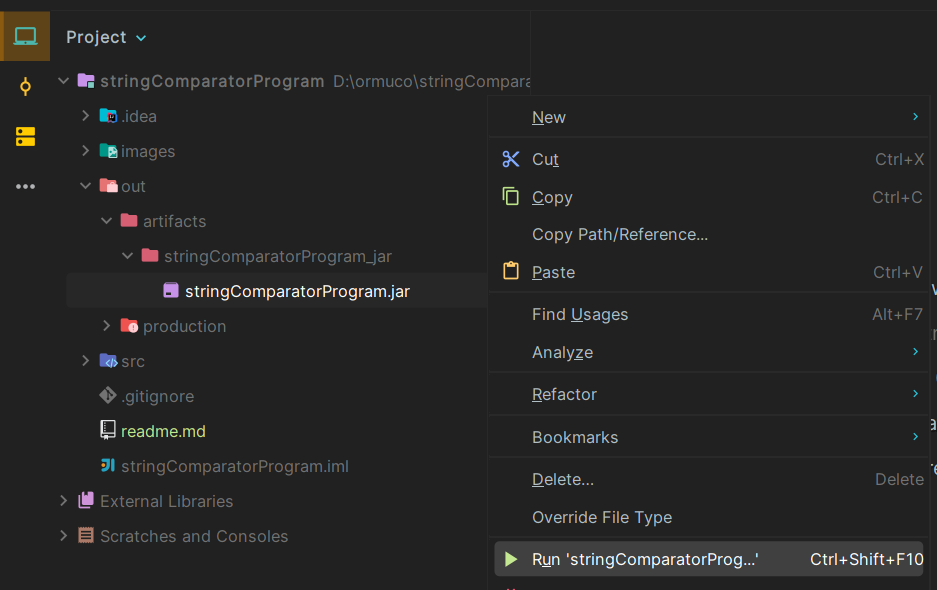 Project
stringComparatorProgram D:\ormuco\stringCompara
.idea
images
out
artifacts
stringComparatorProgram_jar
stringComparatorProgram.jar
production
src
.gitignore
readme.md
stringComparatorProgram.iml
External Libraries
Scratches and Consoles
New
Cut Ctrl+X
Copy Ctrl+C
Copy Path/Reference...
Paste Ctrl+V
Find Usages Alt+F7
Analyze
Refactor
Bookmarks
Delete... Delete
Override File Type
Run 'stringComparatorProg...' Ctrl+Shift+F10